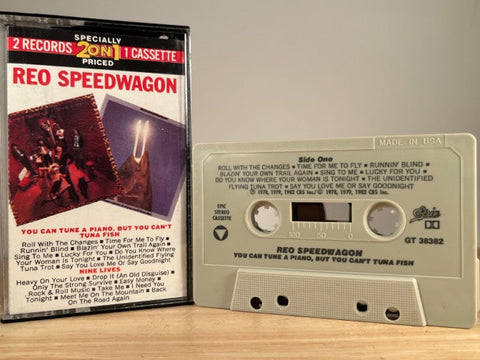 SPECIALLY
2 RECORDS 2 ON 1 1 CASSETTE
PRICED
REO SPEEDWAGON
YOU CAN TUNE A PIANO, BUT YOU CAN'T
TUNA FISH
Roll With The Changes ■ Time For Me To Fly ■
Runnin' Blind ■ Blazin' Your Own Trail Again ■
Sing To Me ■ Lucky For You ■ Do You Know Where
Your Woman Is Tonight ■ The Unidentified Flying
Tuna Trot ■ Say You Love Me Or Say Goodnight
NINE LIVES
Heavy On Your Love ■ Drop It (An Old Disguise) ■
Only The Strong Survive ■ Easy Money ■
Rock & Roll Music ■ Take Me ■ I Need You
Tonight ■ Meet Me On The Mountain ■ Back
On The Road Again
MADE IN USA
Side One
ROLL WITH THE CHANGES ■ TIME FOR ME TO FLY ■ RUNNIN' BLIND ■
BLAZIN' YOUR OWN TRAIL AGAIN ■ SING TO ME ■ LUCKY FOR YOU ■
DO YOU KNOW WHERE YOUR WOMAN IS TONIGHT ■ THE UNIDENTIFIED
FLYING TUNA TROT ■ SAY YOU LOVE ME OR SAY GOODNIGHT
© 1978, 1979, 1982 CBS Inc./℗ 1978, 1979, 1982 CBS Inc.
EPIC
STEREO
CASSETTE
100 50 0
Epic
GT 38382
REO SPEEDWAGON
YOU CAN TUNE A PIANO, BUT YOU CAN'T TUNA FISH